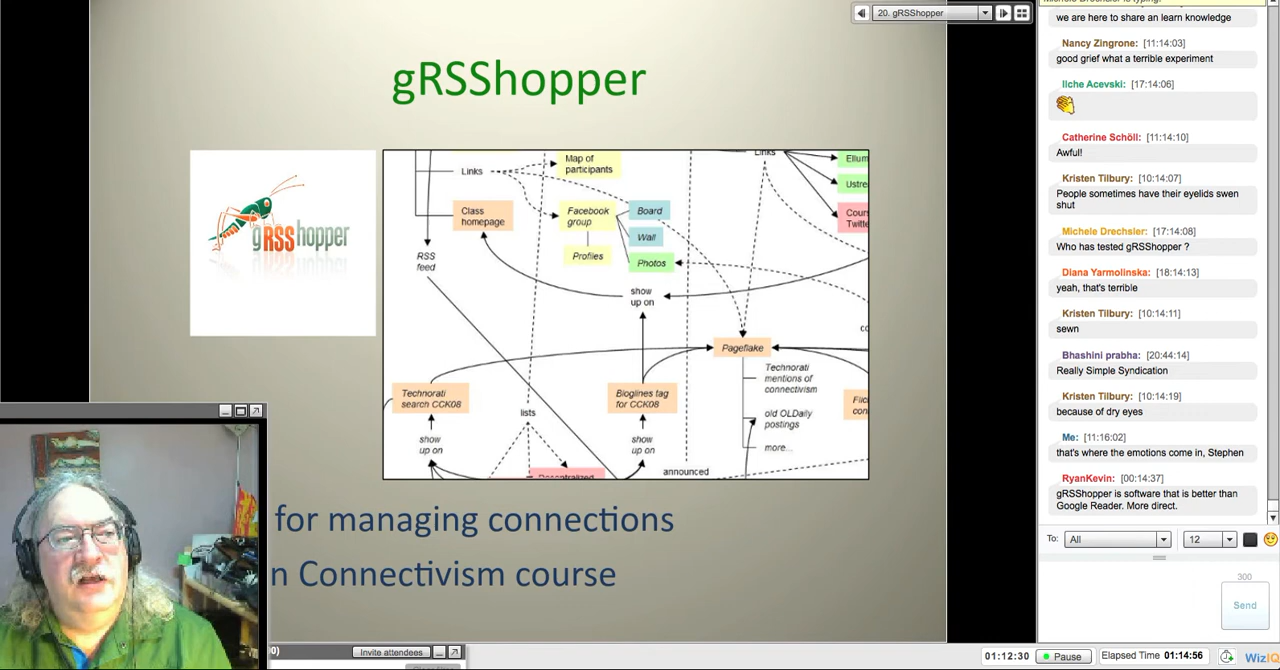 20. gRSShopper
gRSShopper
gRSShopper
Links
Map of
participants
Links
Ellum
Ustre
Class
homepage
Facebook
group
Board
Wall
Photos
Profiles
Cours
Twitte
RSS
feed
show
up on
Pageflake
Technorati
mentions of
connectivism
old OLDaily
postings
more...
Technorati
search CCK08
Bloglines tag
for CCK08
lists
show
up on
show
up on
announced
for managing connections
n Connectivism course
Invite attendees
we are here to share an learn knowledge
Nancy Zingrone: [11:14:03]
good grief what a terrible experiment
Ilche Acevski: [17:14:06]
Catherine Schöll: [11:14:10]
Awful!
Kristen Tilbury: [10:14:07]
People sometimes have their eyelids swen
shut
Michele Drechsler: [17:14:08]
Who has tested gRSShopper ?
Diana Yarmolinska: [18:14:13]
yeah, that's terrible
Kristen Tilbury: [10:14:11]
sewn
Bhashini prabha: [20:44:14]
Really Simple Syndication
Kristen Tilbury: [10:14:19]
because of dry eyes
Me: [11:16:02]
that's where the emotions come in, Stephen
RyanKevin: [00:14:37]
gRSShopper is software that is better than
Google Reader. More direct.
To: All 12
300
Send
01:12:30 Pause Elapsed Time 01:14:56 WizIQ